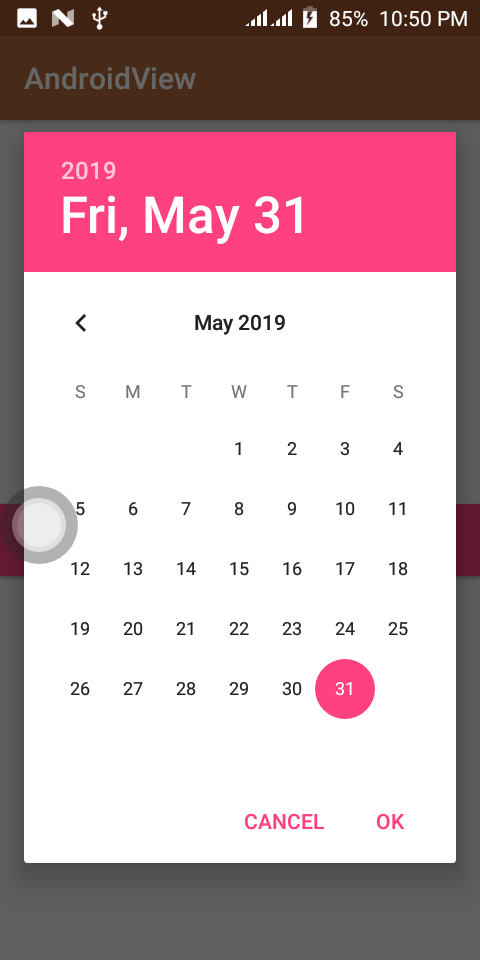 85% 10:50 PM
AndroidView
2019
Fri, May 31
May 2019
S M T W T F S
1 2 3 4
5 6 7 8 9 10 11
12 13 14 15 16 17 18
19 20 21 22 23 24 25
26 27 28 29 30 31
CANCEL OK